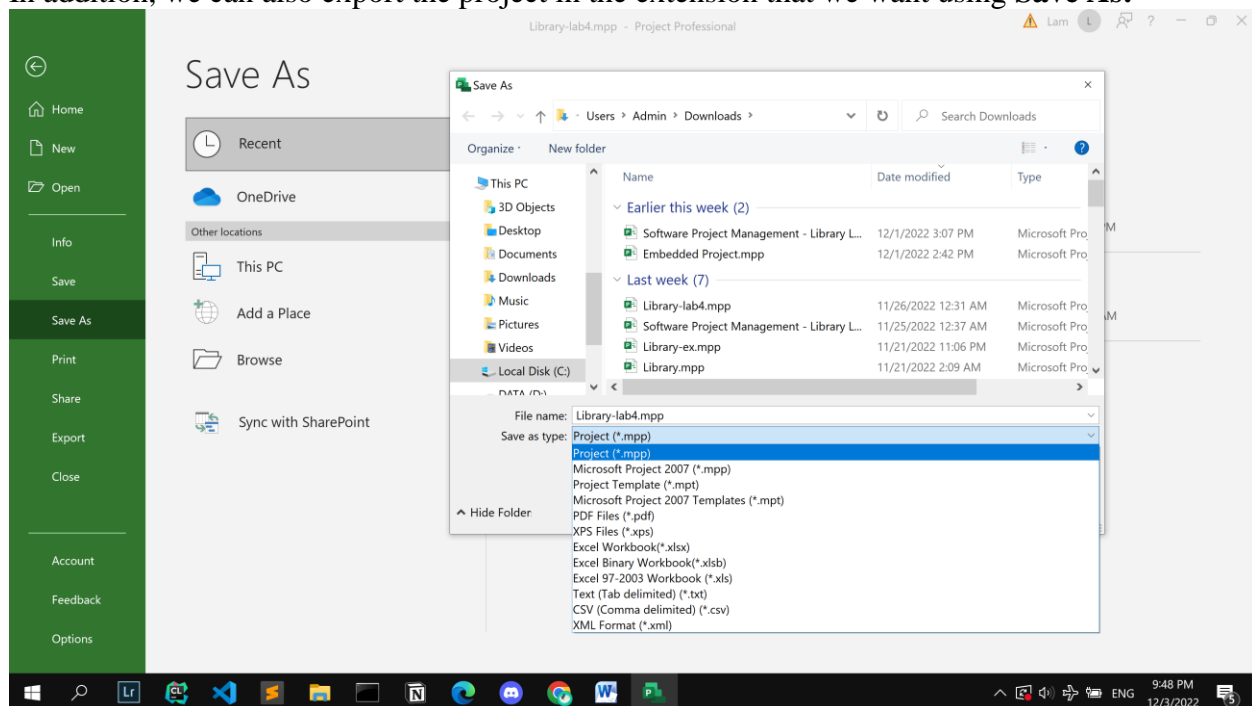 In addition, we can also export the project in the extension that we want using Save As.
Library-lab4.mpp - Project Professional
Lam L ? — X
Save As
Home
New
Open
Info
Save
Save As
Print
Share
Export
Close
Account
Feedback
Options
Recent
OneDrive
Other locations
This PC
Add a Place
Browse
Sync with SharePoint
Save As
Users > Admin > Downloads >
Search Downloads
Organize
New folder
This PC
3D Objects
Desktop
Documents
Downloads
Music
Pictures
Videos
Local Disk (C:)
DATA (D:)
Name Date modified Type
Earlier this week (2)
Software Project Management - Library L... 12/1/2022 3:07 PM Microsoft Pro
Embedded Project.mpp 12/1/2022 2:42 PM Microsoft Pro
Last week (7)
Library-lab4.mpp 11/26/2022 12:31 AM Microsoft Pro
Software Project Management - Library L... 11/25/2022 12:37 AM Microsoft Pro
Library-ex.mpp 11/21/2022 11:06 PM Microsoft Pro
Library.mpp 11/21/2022 2:09 AM Microsoft Pro
File name: Library-lab4.mpp
Save as type: Project (*.mpp)
Project (*.mpp)
Microsoft Project 2007 (*.mpp)
Project Template (*.mpt)
Microsoft Project 2007 Templates (*.mpt)
PDF Files (*.pdf)
XPS Files (*.xps)
Excel Workbook(*.xlsx)
Excel Binary Workbook(*.xlsb)
Excel 97-2003 Workbook (*.xls)
Text (Tab delimited) (*.txt)
CSV (Comma delimited) (*.csv)
XML Format (*.xml)
Hide Folder
Lr
ENG
9:48 PM
12/3/2022
5